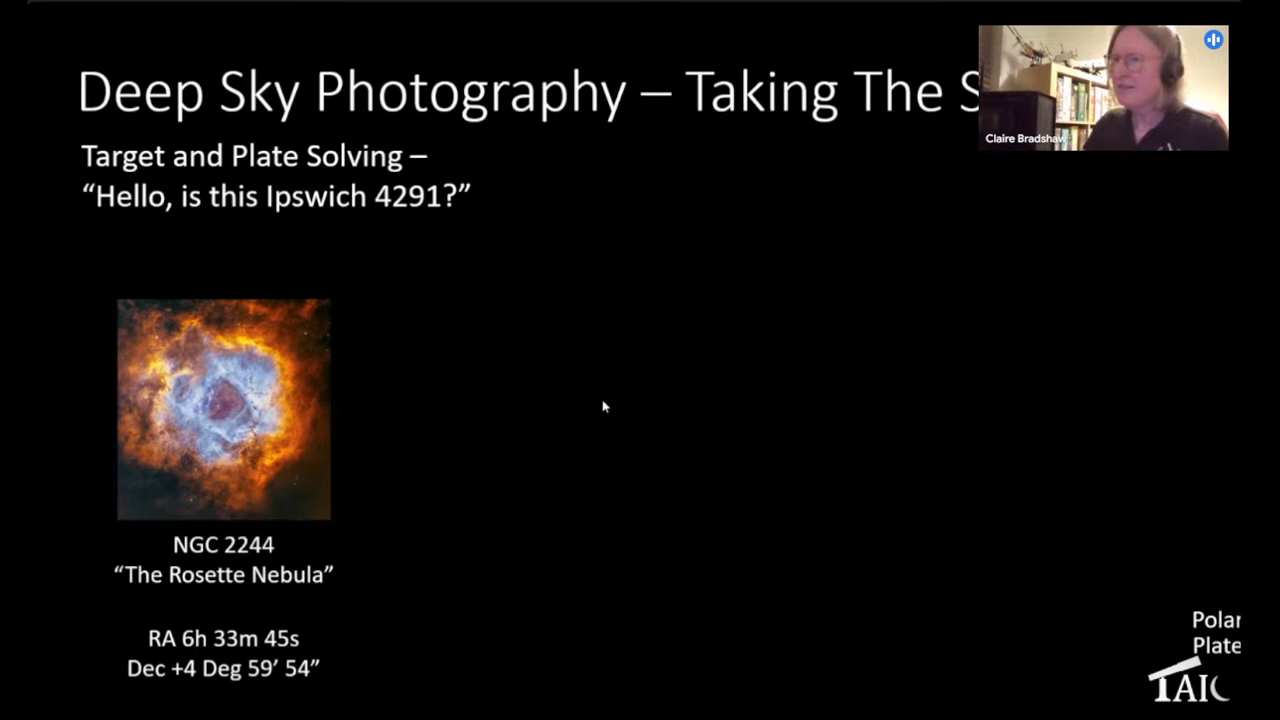 Deep Sky Photography – Taking The S
Claire Bradshaw
Target and Plate Solving –
“Hello, is this Ipswich 4291?”
NGC 2244
“The Rosette Nebula”
RA 6h 33m 45s
Dec +4 Deg 59’ 54”
Polar
Plate
TAIC